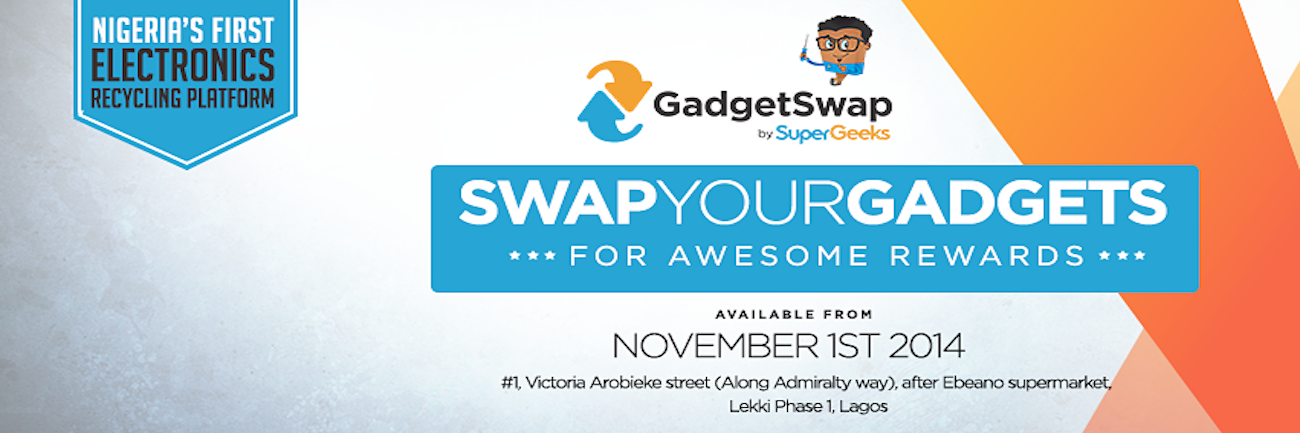 NIGERIA'S FIRST
ELECTRONICS
RECYCLING PLATFORM
GadgetSwap
by SuperGeeks
SWAPYOURGADGETS
*** FOR AWESOME REWARDS ***
AVAILABLE FROM
NOVEMBER 1ST 2014
#1, Victoria Arobieke street (Along Admiralty way), after Ebeano supermarket,
Lekki Phase 1, Lagos